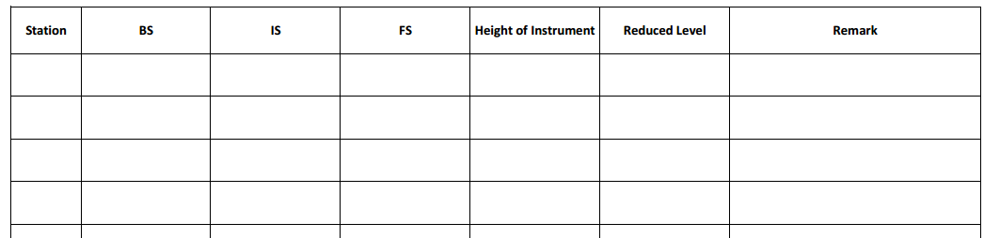 Station BS IS FS Height of Instrument Reduced Level Remark